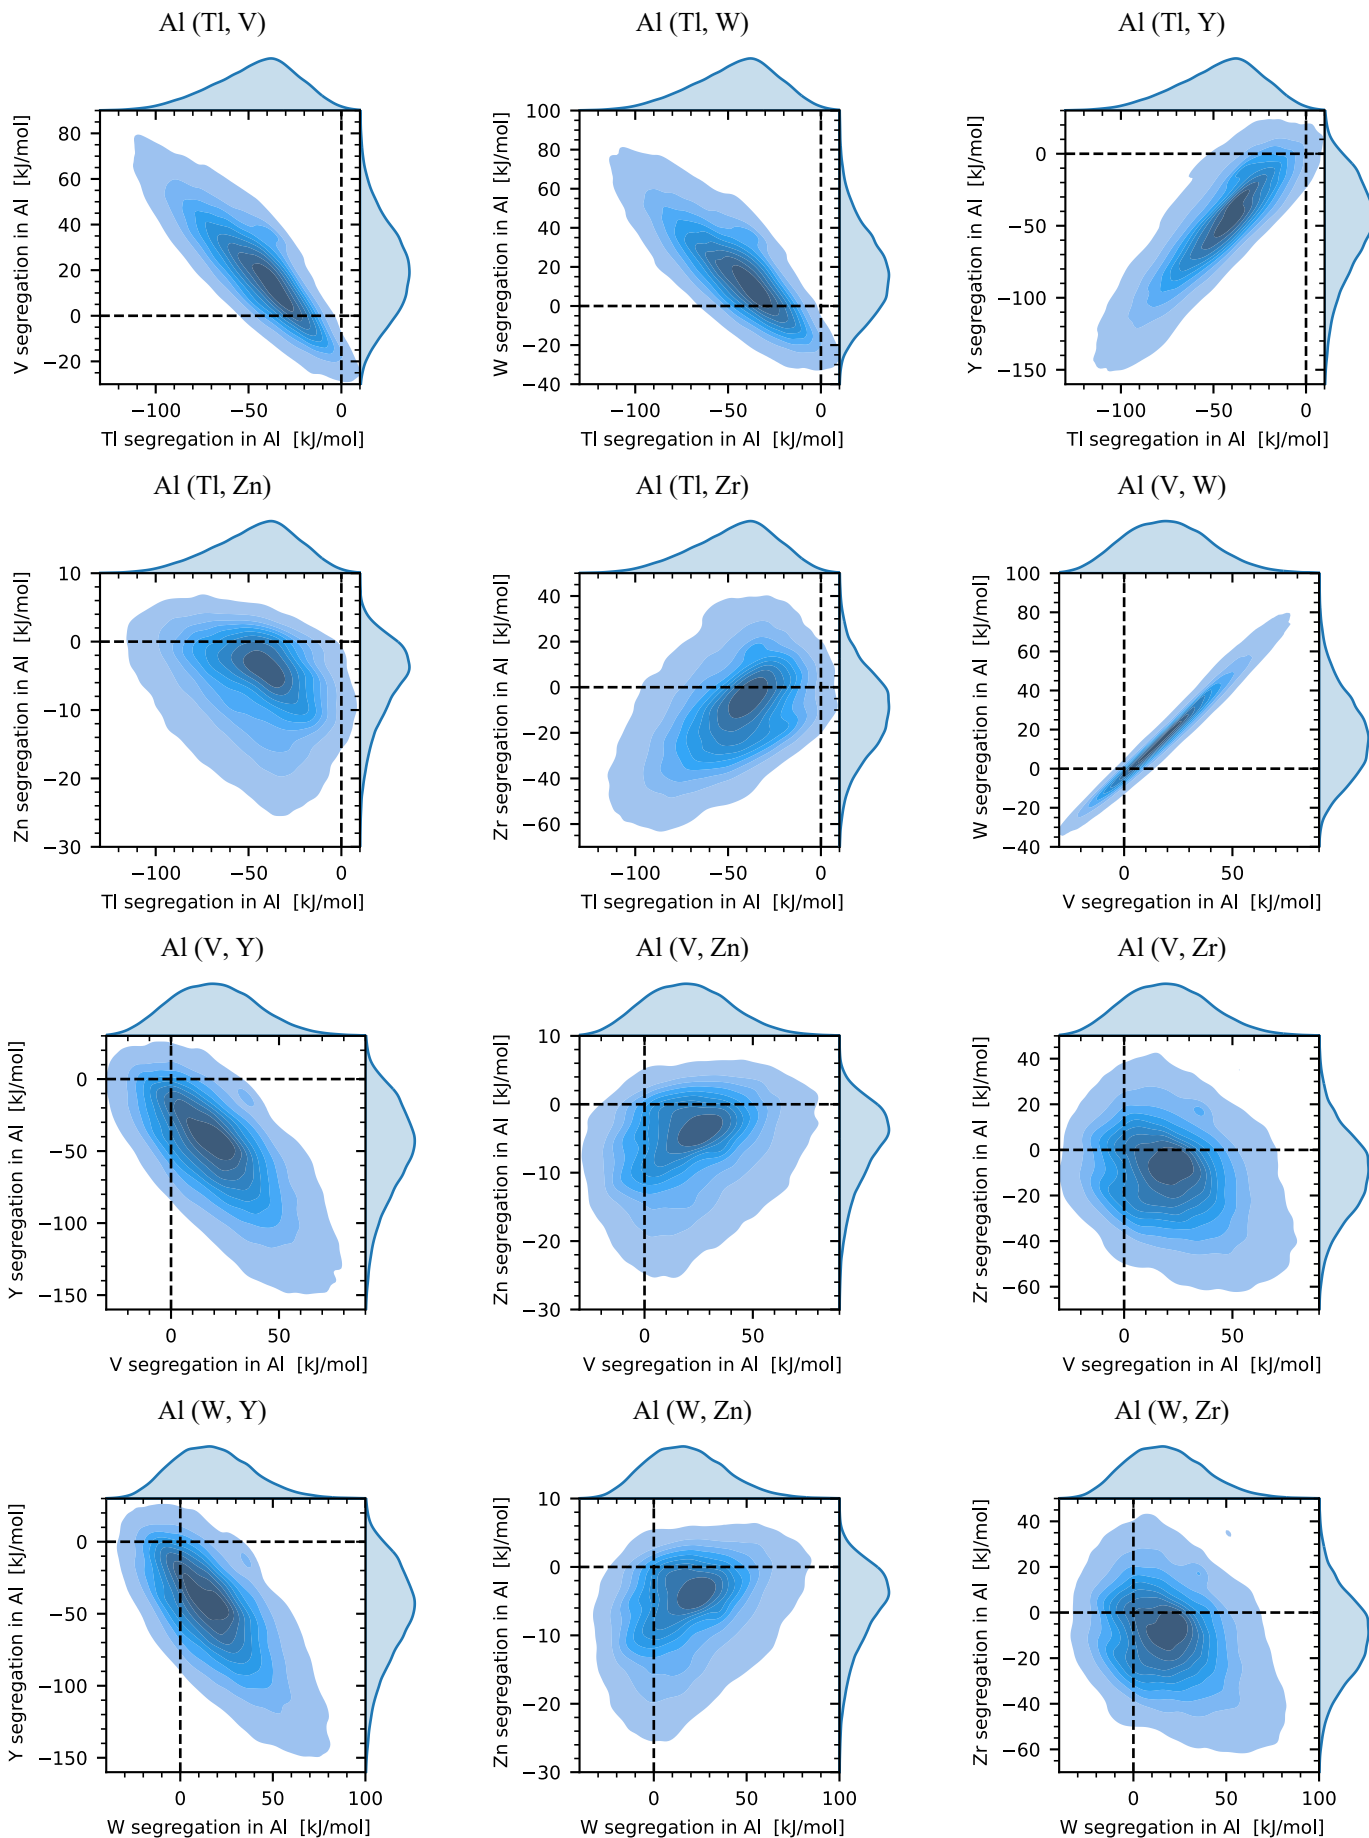 Al (Tl, V)
Al (Tl, W)
Al (Tl, Y)
V segregation in Al [kJ/mol]
80
60
40
20
0
−20
−100
−50
0
Tl segregation in Al [kJ/mol]
W segregation in Al [kJ/mol]
100
80
60
40
20
0
−20
−40
−100
−50
0
Tl segregation in Al [kJ/mol]
Y segregation in Al [kJ/mol]
0
−50
−100
−150
−100
−50
0
Tl segregation in Al [kJ/mol]
Al (Tl, Zn)
Al (Tl, Zr)
Al (V, W)
Zn segregation in Al [kJ/mol]
10
0
−10
−20
−30
−100
−50
0
Tl segregation in Al [kJ/mol]
Zr segregation in Al [kJ/mol]
40
20
0
−20
−40
−60
−100
−50
0
Tl segregation in Al [kJ/mol]
W segregation in Al [kJ/mol]
100
80
60
40
20
0
−20
−40
0
50
V segregation in Al [kJ/mol]
Al (V, Y)
Al (V, Zn)
Al (V, Zr)
Y segregation in Al [kJ/mol]
0
−50
−100
−150
0
50
V segregation in Al [kJ/mol]
Zn segregation in Al [kJ/mol]
10
0
−10
−20
−30
0
50
V segregation in Al [kJ/mol]
Zr segregation in Al [kJ/mol]
40
20
0
−20
−40
−60
0
50
V segregation in Al [kJ/mol]
Al (W, Y)
Al (W, Zn)
Al (W, Zr)
Y segregation in Al [kJ/mol]
0
−50
−100
−150
0
50
100
W segregation in Al [kJ/mol]
Zn segregation in Al [kJ/mol]
10
0
−10
−20
−30
0
50
100
W segregation in Al [kJ/mol]
Zr segregation in Al [kJ/mol]
40
20
0
−20
−40
−60
0
50
100
W segregation in Al [kJ/mol]